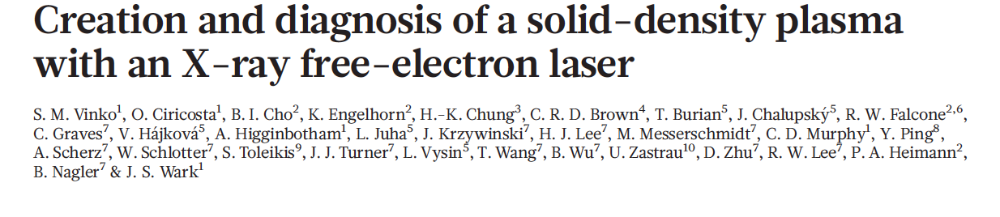 Creation and diagnosis of a solid-density plasma
with an X-ray free-electron laser
S. M. Vinko¹, O. Ciricosta¹, B. I. Cho², K. Engelhorn², H.-K. Chung³, C. R. D. Brown⁴, T. Burian⁵, J. Chalupský⁵, R. W. Falcone²,⁶,
C. Graves⁷, V. Hájková⁵, A. Higginbotham¹, L. Juha⁵, J. Krzywinski⁷, H. J. Lee⁷, M. Messerschmidt⁷, C. D. Murphy¹, Y. Ping⁸,
A. Scherz⁷, W. Schlotter⁷, S. Toleikis⁹, J. J. Turner⁷, L. Vysin⁵, T. Wang⁷, B. Wu⁷, U. Zastrau¹⁰, D. Zhu⁷, R. W. Lee⁷, P. A. Heimann²,
B. Nagler⁷ & J. S. Wark¹